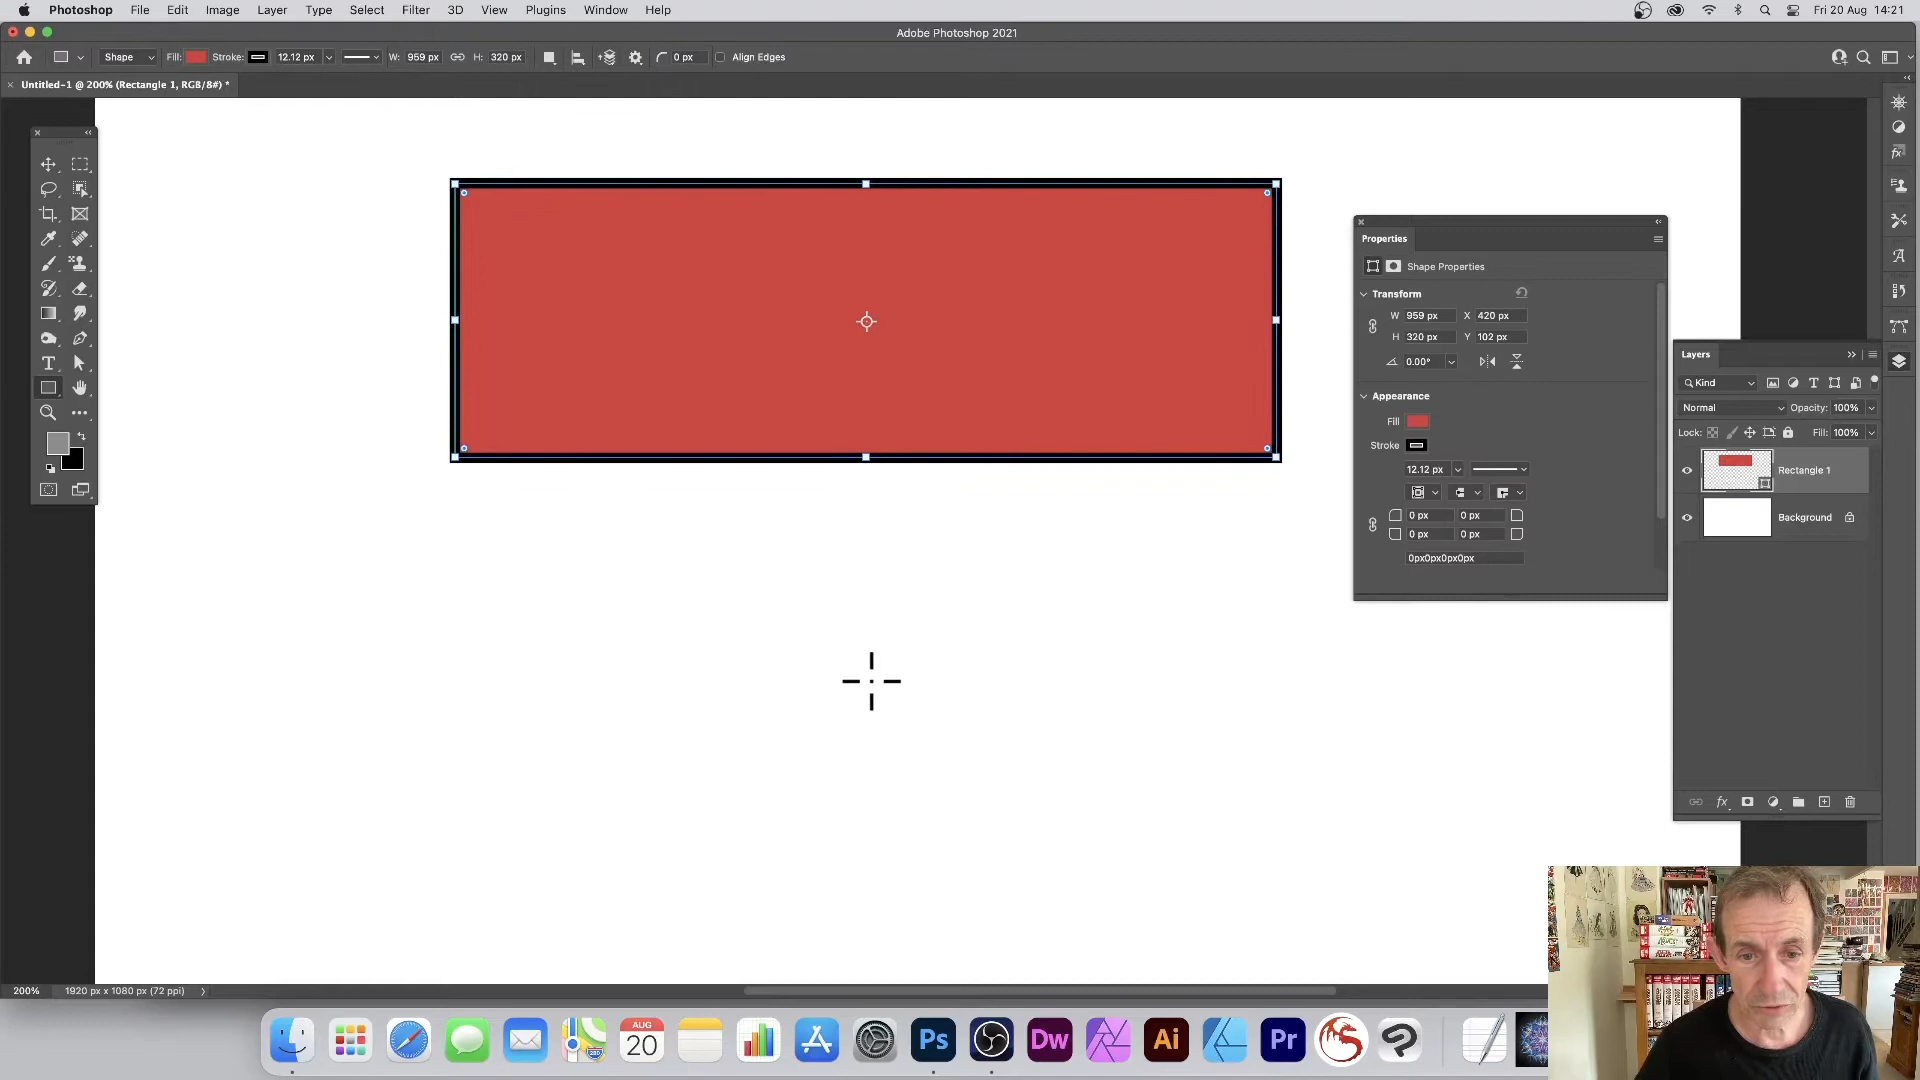 Photoshop File Edit Image Layer Type Select Filter 3D View Plugins Window Help Fri 20 Aug 14:21
Adobe Photoshop 2021
Shape Fill: Stroke: 12.12 px W: 959 px H: 320 px 0 px Align Edges
Untitled-1 @ 200% (Rectangle 1, RGB/8#) *
Properties
Shape Properties
Transform
W 959 px X 420 px
H 320 px Y 102 px
0.00°
Appearance
Fill
Stroke
12.12 px
0 px 0 px
0 px 0 px
0px0px0px0px
Layers
Kind
Normal Opacity: 100%
Lock: Fill: 100%
Rectangle 1
Background
200% 1920 px x 1080 px (72 ppi)
AUG
20
280
Ps Dw Ai Pr